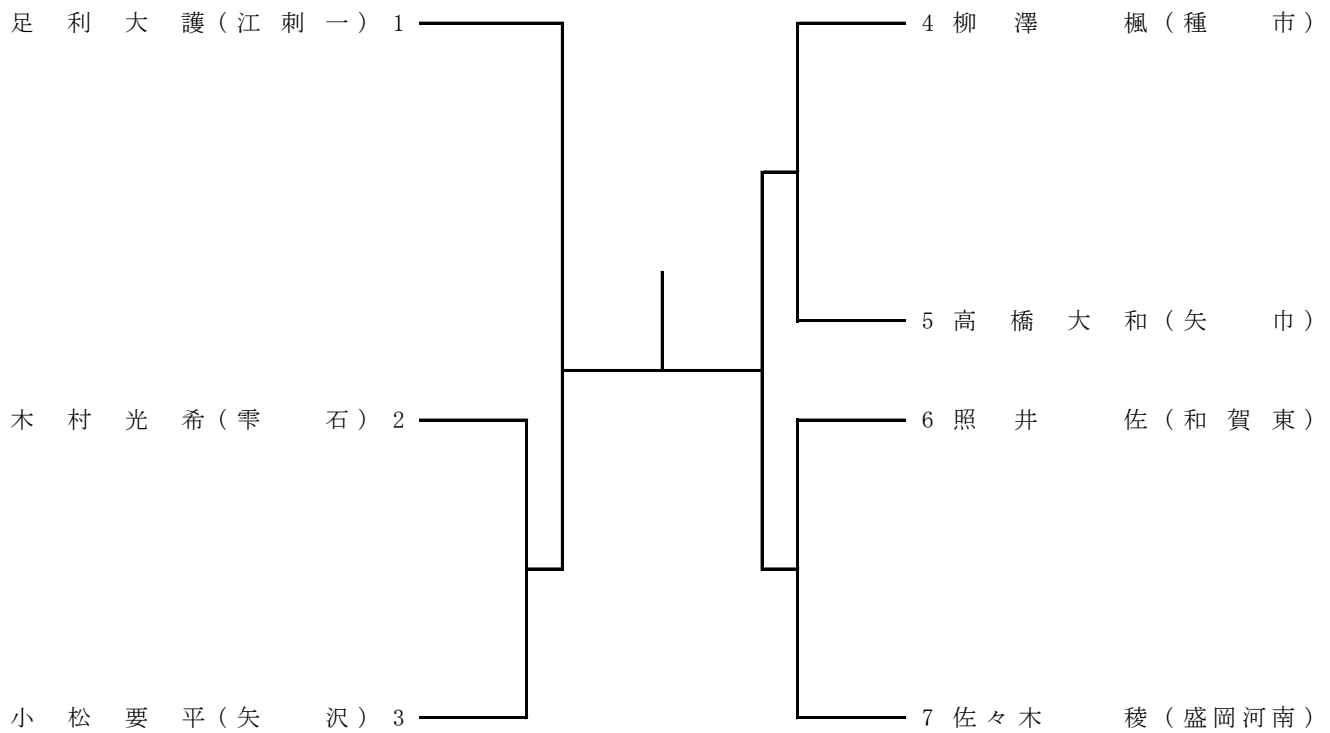 足利大護(江刺一) 1
木村光希(雫石) 2
小松要平(矢沢) 3
4 柳澤楓(種市)
5 高橋大和(矢巾)
6 照井佐(和賀東)
7 佐々木稜(盛岡河南)